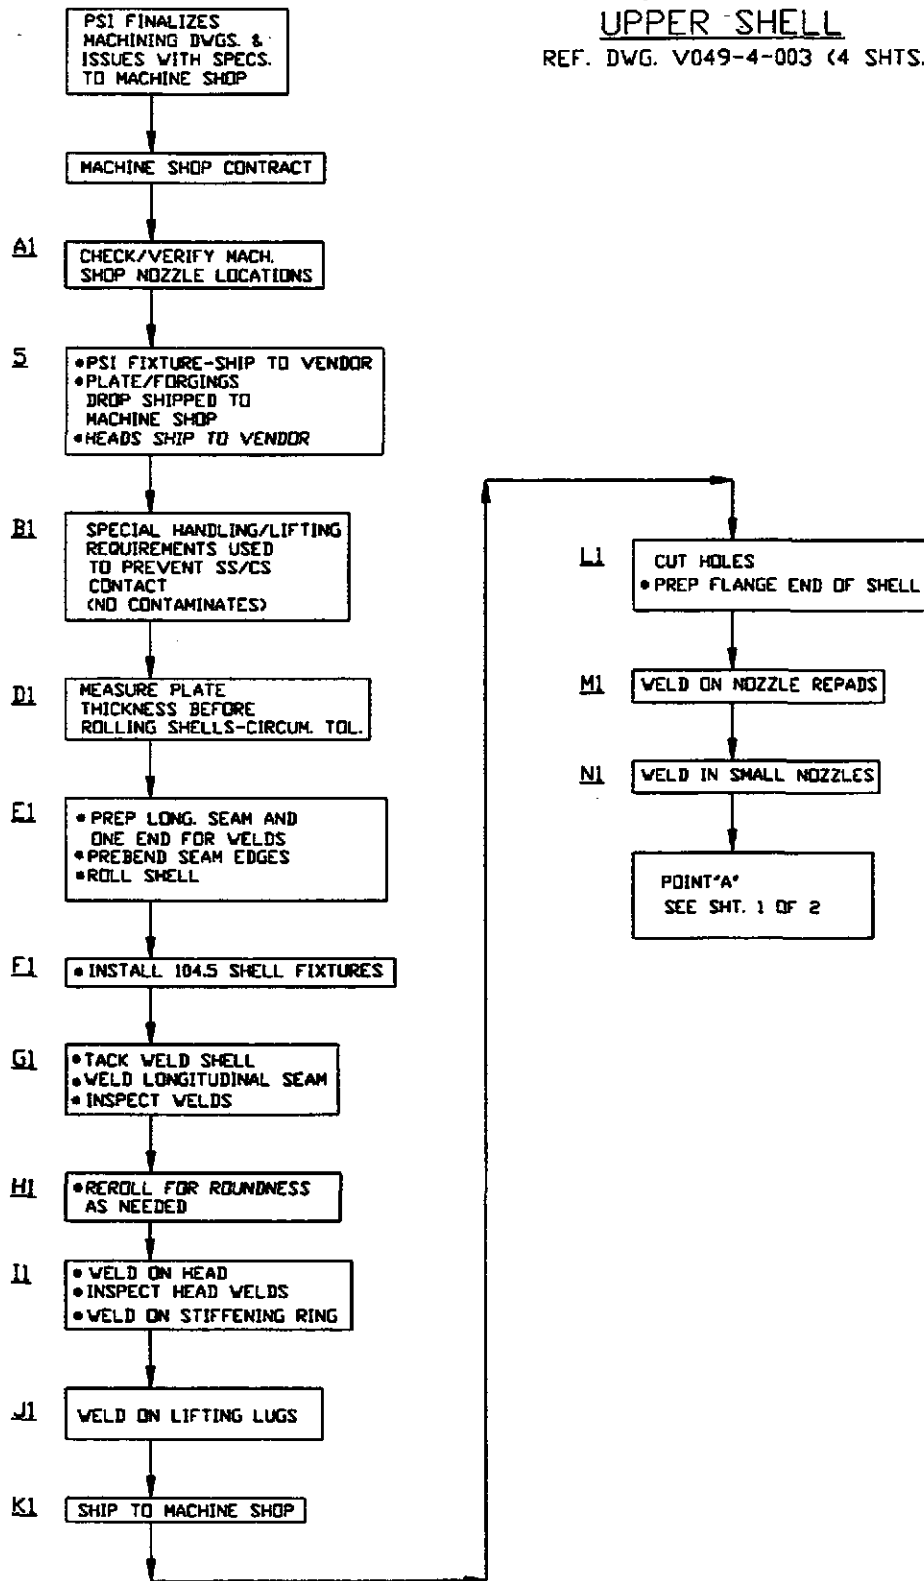 UPPER SHELL
REF. DWG. V049-4-003 (4 SHTS.
PSI FINALIZES
MACHINING DWGS. &
ISSUES WITH SPECS.
TO MACHINE SHOP
MACHINE SHOP CONTRACT
A1
CHECK/VERIFY MACH.
SHOP NOZZLE LOCATIONS
5
•PSI FIXTURE-SHIP TO VENDOR
•PLATE/FORGINGS
DROP SHIPPED TO
MACHINE SHOP
•HEADS SHIP TO VENDOR
B1
SPECIAL HANDLING/LIFTING
REQUIREMENTS USED
TO PREVENT SS/CS
CONTACT
(NO CONTAMINATES)
D1
MEASURE PLATE
THICKNESS BEFORE
ROLLING SHELLS-CIRCUM. TOL.
E1
• PREP LONG. SEAM AND
ONE END FOR WELDS
•PREBEND SEAM EDGES
•ROLL SHELL
F1
• INSTALL 104.5 SHELL FIXTURES
G1
•TACK WELD SHELL
•WELD LONGITUDINAL SEAM
• INSPECT WELDS
H1
•REROLL FOR ROUNDNESS
AS NEEDED
I1
• WELD ON HEAD
• INSPECT HEAD WELDS
• WELD ON STIFFENING RING
J1
WELD ON LIFTING LUGS
K1
SHIP TO MACHINE SHOP
L1
CUT HOLES
• PREP FLANGE END OF SHELL
M1
WELD ON NOZZLE REPADS
N1
WELD IN SMALL NOZZLES
POINT"A"
SEE SHT. 1 OF 2